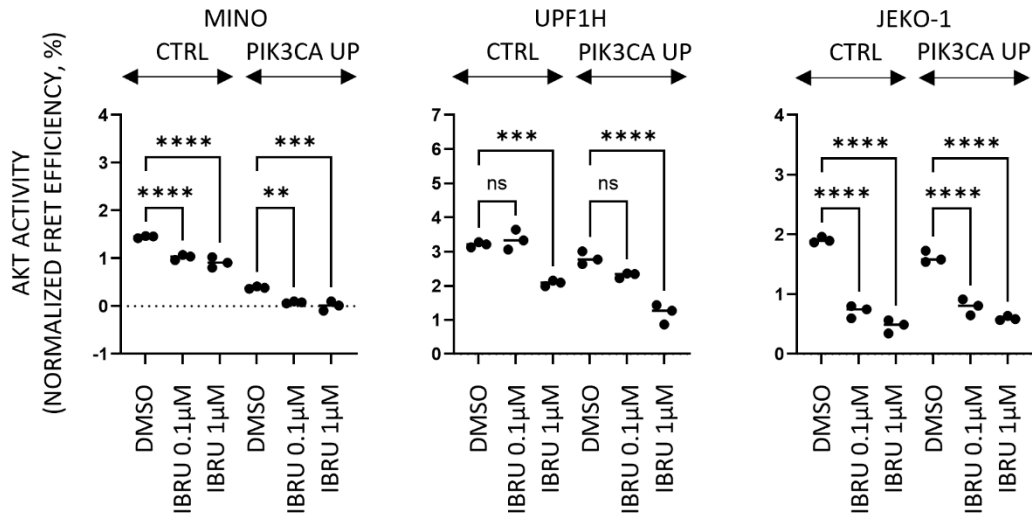 MINO
UPF1H
JEKO-1
CTRL PIK3CA UP
CTRL PIK3CA UP
CTRL PIK3CA UP
AKT ACTIVITY
(NORMALIZED FRET EFFICIENCY, %)
4
3
2
1
0
-1
**** ***
**** **
DMSO
IBRU 0.1µM
IBRU 1µM
DMSO
IBRU 0.1µM
IBRU 1µM
7
6
5
4
3
2
1
0
*** ****
ns ns
DMSO
IBRU 0.1µM
IBRU 1µM
DMSO
IBRU 0.1µM
IBRU 1µM
4
3
2
1
0
**** ****
**** ****
DMSO
IBRU 0.1µM
IBRU 1µM
DMSO
IBRU 0.1µM
IBRU 1µM